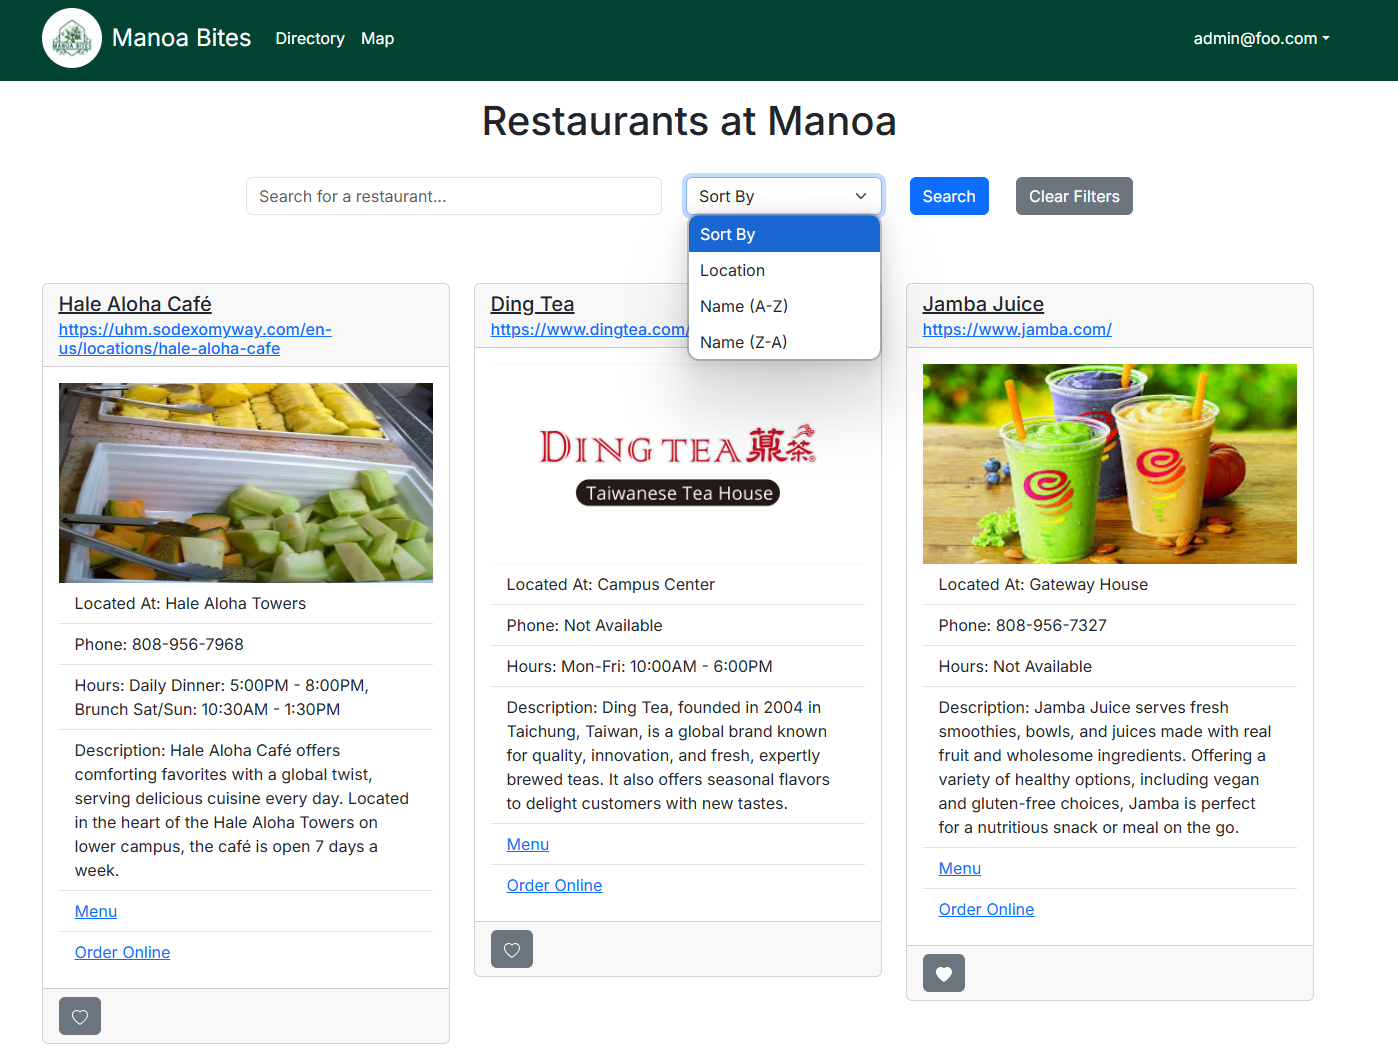 MANOA BITES
Manoa Bites
Directory
Map
admin@foo.com
Restaurants at Manoa
Search for a restaurant...
Sort By
Search
Clear Filters
Sort By
Location
Name (A-Z)
Name (Z-A)
Hale Aloha Café
https://uhm.sodexomyway.com/en-
us/locations/hale-aloha-cafe
Located At: Hale Aloha Towers
Phone: 808-956-7968
Hours: Daily Dinner: 5:00PM - 8:00PM,
Brunch Sat/Sun: 10:30AM - 1:30PM
Description: Hale Aloha Café offers
comforting favorites with a global twist,
serving delicious cuisine every day. Located
in the heart of the Hale Aloha Towers on
lower campus, the café is open 7 days a
week.
Menu
Order Online
Ding Tea
https://www.dingtea.com/
DING TEA 薡茶®
Taiwanese Tea House
Located At: Campus Center
Phone: Not Available
Hours: Mon-Fri: 10:00AM - 6:00PM
Description: Ding Tea, founded in 2004 in
Taichung, Taiwan, is a global brand known
for quality, innovation, and fresh, expertly
brewed teas. It also offers seasonal flavors
to delight customers with new tastes.
Menu
Order Online
Jamba Juice
https://www.jamba.com/
Located At: Gateway House
Phone: 808-956-7327
Hours: Not Available
Description: Jamba Juice serves fresh
smoothies, bowls, and juices made with real
fruit and wholesome ingredients. Offering a
variety of healthy options, including vegan
and gluten-free choices, Jamba is perfect
for a nutritious snack or meal on the go.
Menu
Order Online